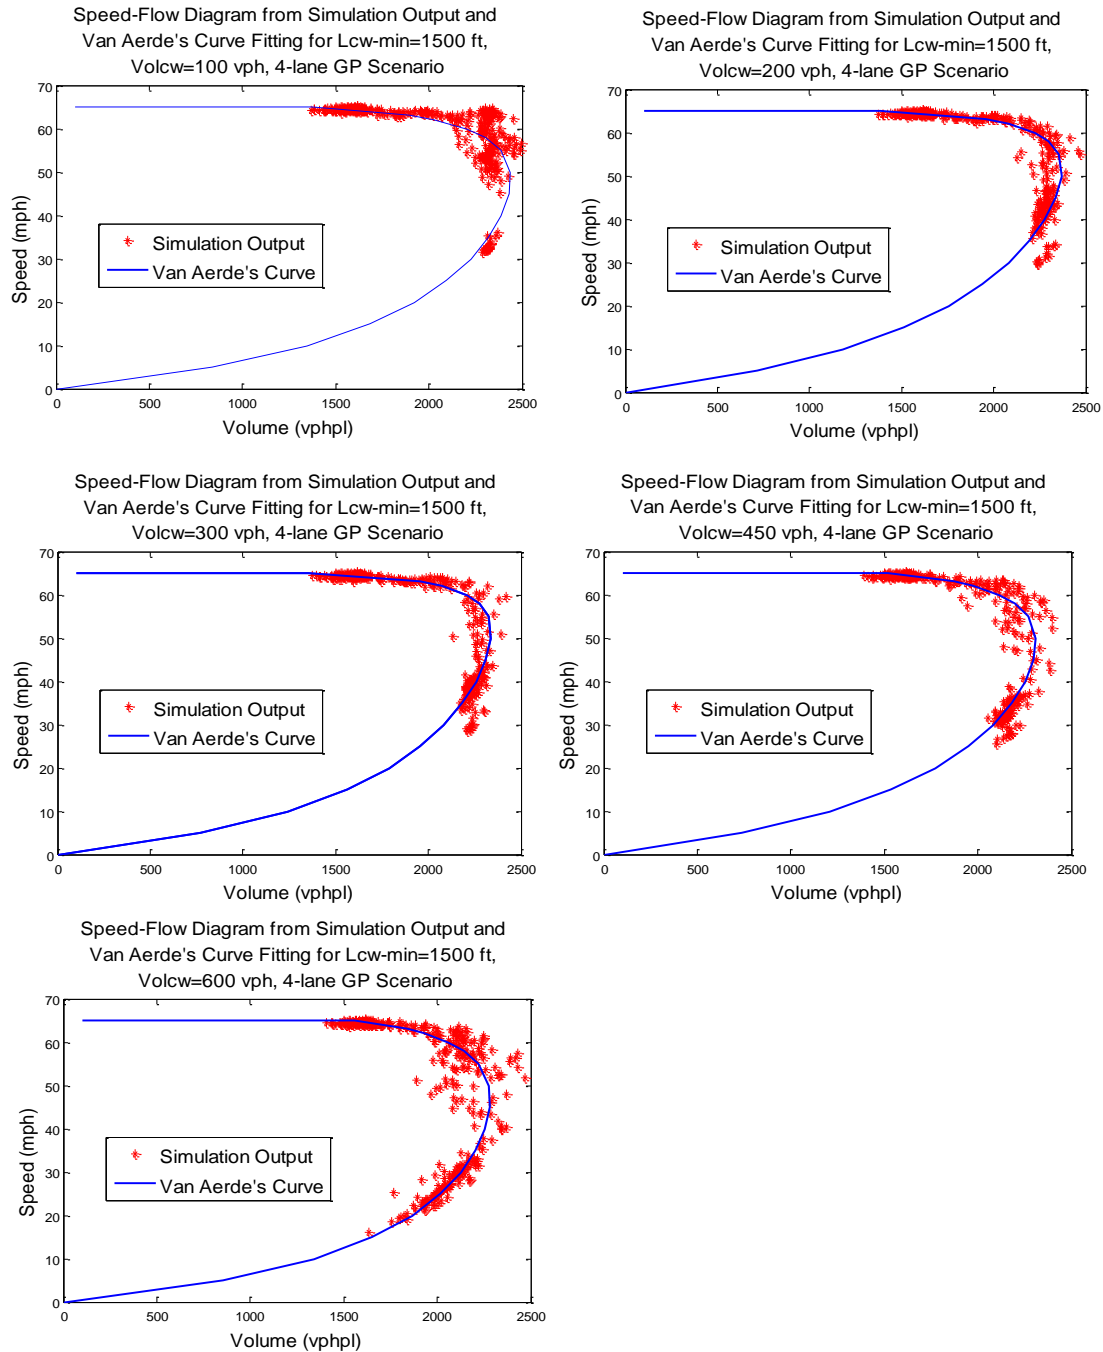 Speed-Flow Diagram from Simulation Output and
Van Aerde's Curve Fitting for Lcw-min=1500 ft,
Volcw=100 vph, 4-lane GP Scenario
70
60
50
40
30
20
10
0
Speed (mph)
Simulation Output
Van Aerde's Curve
0 500 1000 1500 2000 2500
Volume (vphpl)
Speed-Flow Diagram from Simulation Output and
Van Aerde's Curve Fitting for Lcw-min=1500 ft,
Volcw=200 vph, 4-lane GP Scenario
70
60
50
40
30
20
10
0
Speed (mph)
Simulation Output
Van Aerde's Curve
0 500 1000 1500 2000 2500
Volume (vphpl)
Speed-Flow Diagram from Simulation Output and
Van Aerde's Curve Fitting for Lcw-min=1500 ft,
Volcw=300 vph, 4-lane GP Scenario
70
60
50
40
30
20
10
0
Speed (mph)
Simulation Output
Van Aerde's Curve
0 500 1000 1500 2000 2500
Volume (vphpl)
Speed-Flow Diagram from Simulation Output and
Van Aerde's Curve Fitting for Lcw-min=1500 ft,
Volcw=450 vph, 4-lane GP Scenario
70
60
50
40
30
20
10
0
Speed (mph)
Simulation Output
Van Aerde's Curve
0 500 1000 1500 2000 2500
Volume (vphpl)
Speed-Flow Diagram from Simulation Output and
Van Aerde's Curve Fitting for Lcw-min=1500 ft,
Volcw=600 vph, 4-lane GP Scenario
70
60
50
40
30
20
10
0
Speed (mph)
Simulation Output
Van Aerde's Curve
0 500 1000 1500 2000 2500
Volume (vphpl)